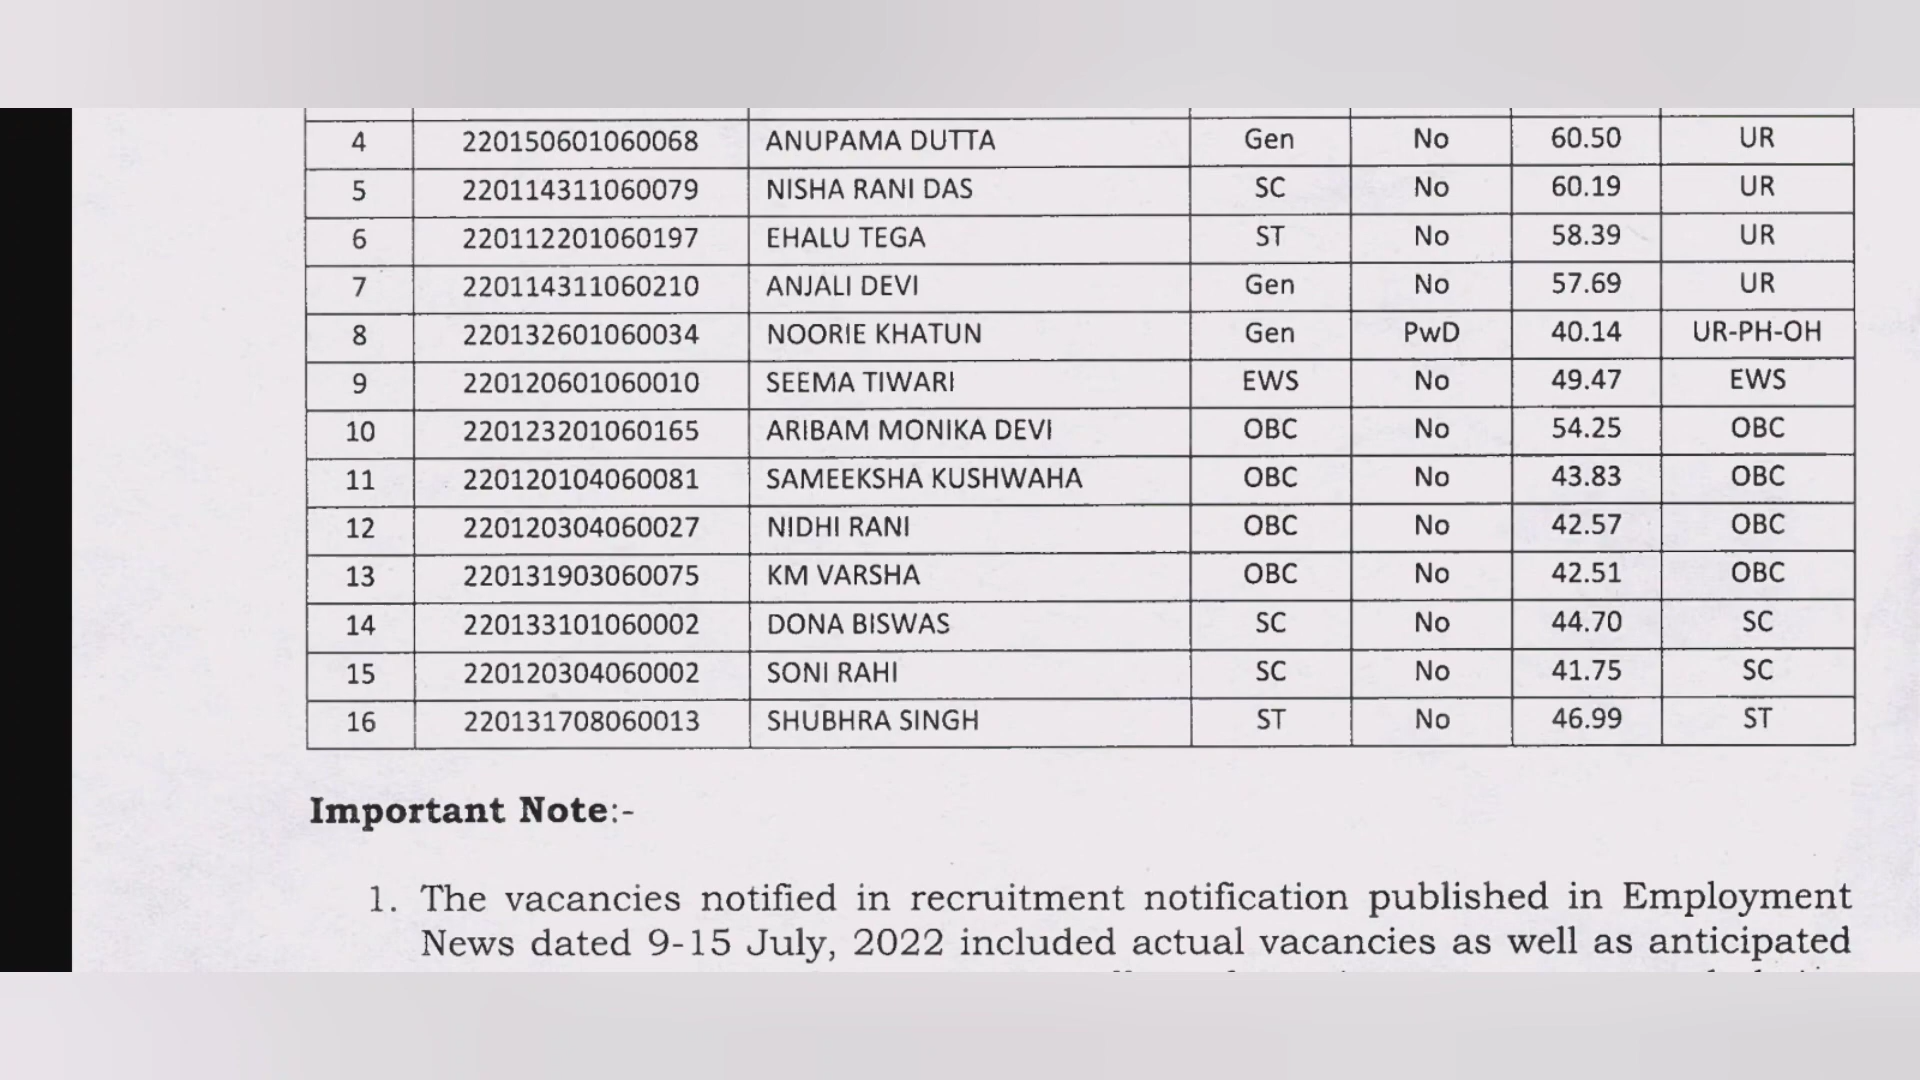 4 220150601060068 ANUPAMA DUTTA Gen No 60.50 UR
5 220114311060079 NISHA RANI DAS SC No 60.19 UR
6 220112201060197 EHALU TEGA ST No 58.39 UR
7 220114311060210 ANJALI DEVI Gen No 57.69 UR
8 220132601060034 NOORIE KHATUN Gen PwD 40.14 UR-PH-OH
9 220120601060010 SEEMA TIWARI EWS No 49.47 EWS
10 220123201060165 ARIBAM MONIKA DEVI OBC No 54.25 OBC
11 220120104060081 SAMEEKSHA KUSHWAHA OBC No 43.83 OBC
12 220120304060027 NIDHI RANI OBC No 42.57 OBC
13 220131903060075 KM VARSHA OBC No 42.51 OBC
14 220133101060002 DONA BISWAS SC No 44.70 SC
15 220120304060002 SONI RAHI SC No 41.75 SC
16 220131708060013 SHUBHRA SINGH ST No 46.99 ST
Important Note:-
1. The vacancies notified in recruitment notification published in Employment
News dated 9-15 July, 2022 included actual vacancies as well as anticipated